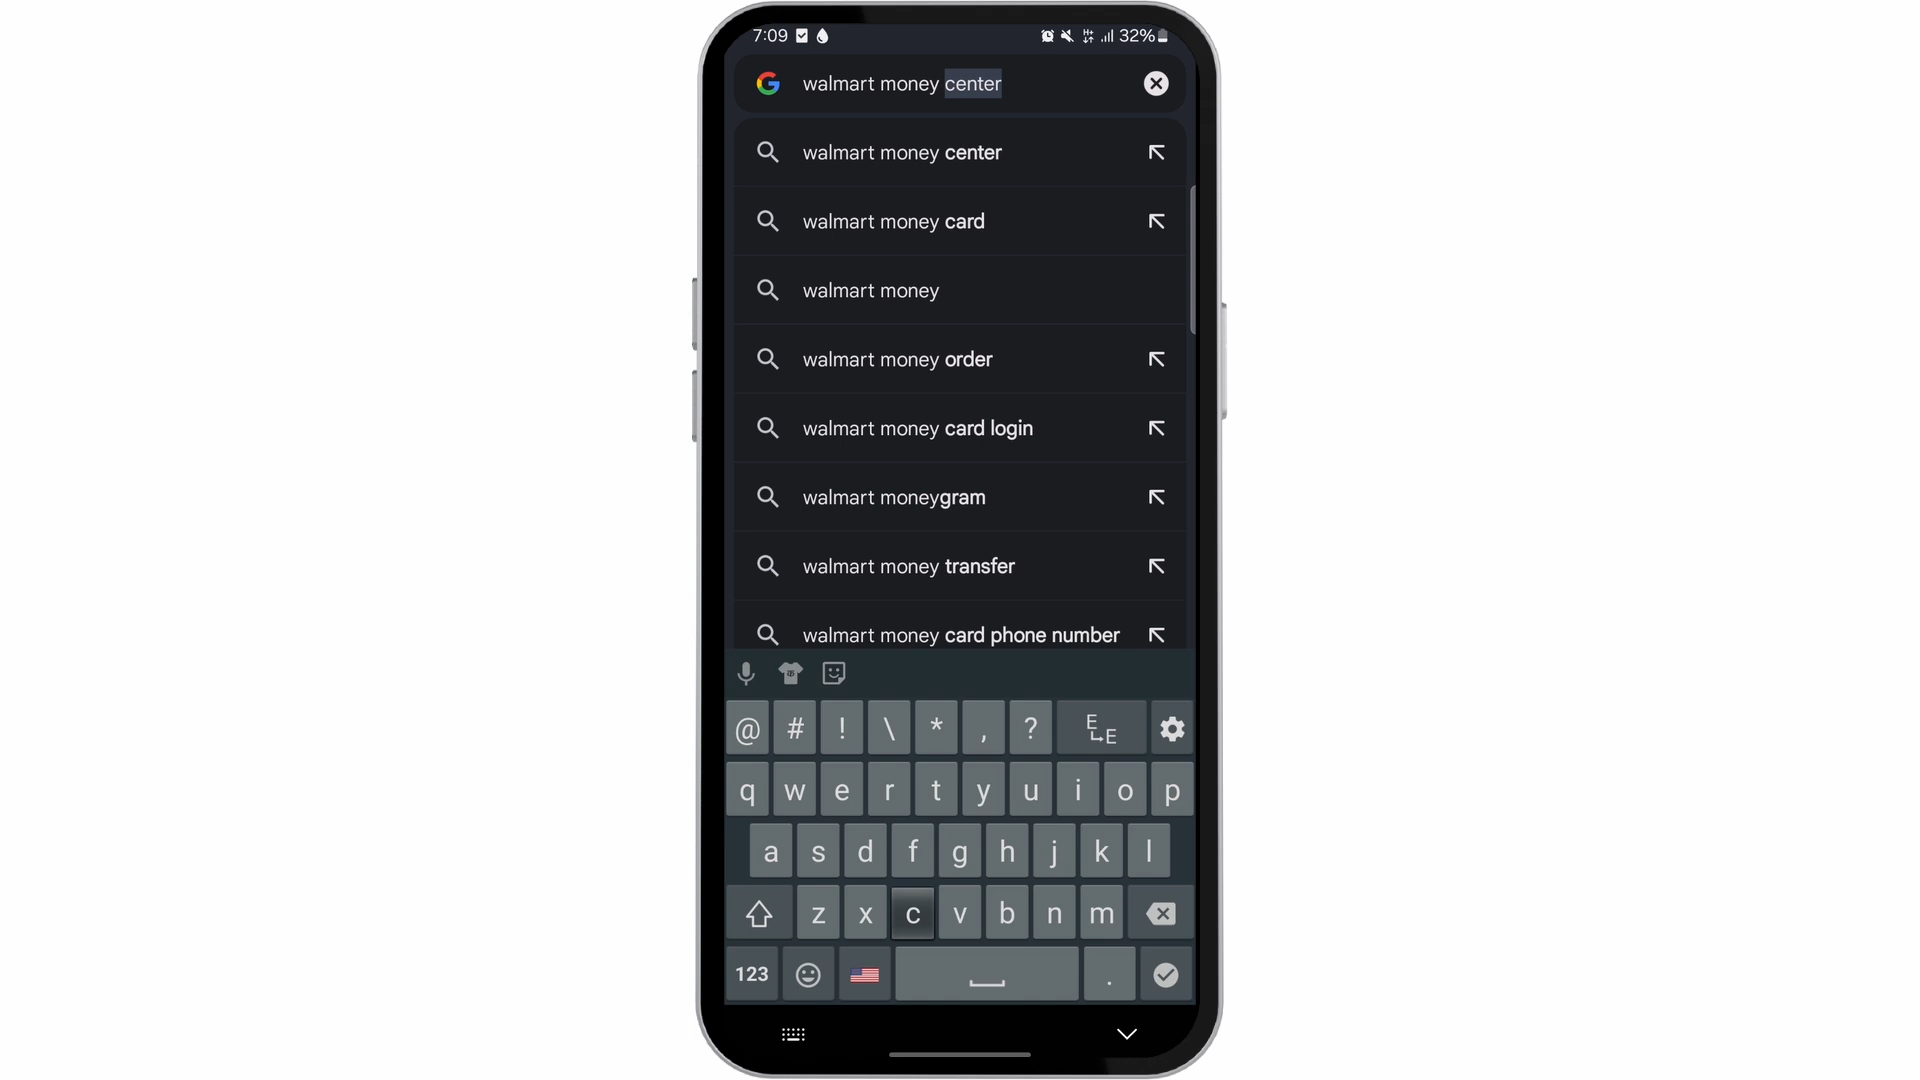 7:09 32%
walmart money center
walmart money center
walmart money card
walmart money
walmart money order
walmart money card login
walmart moneygram
walmart money transfer
walmart money card phone number
@ # ! \ * , ? E E
q w e r t y u i o p
a s d f g h j k l
z x c v b n m
123 .